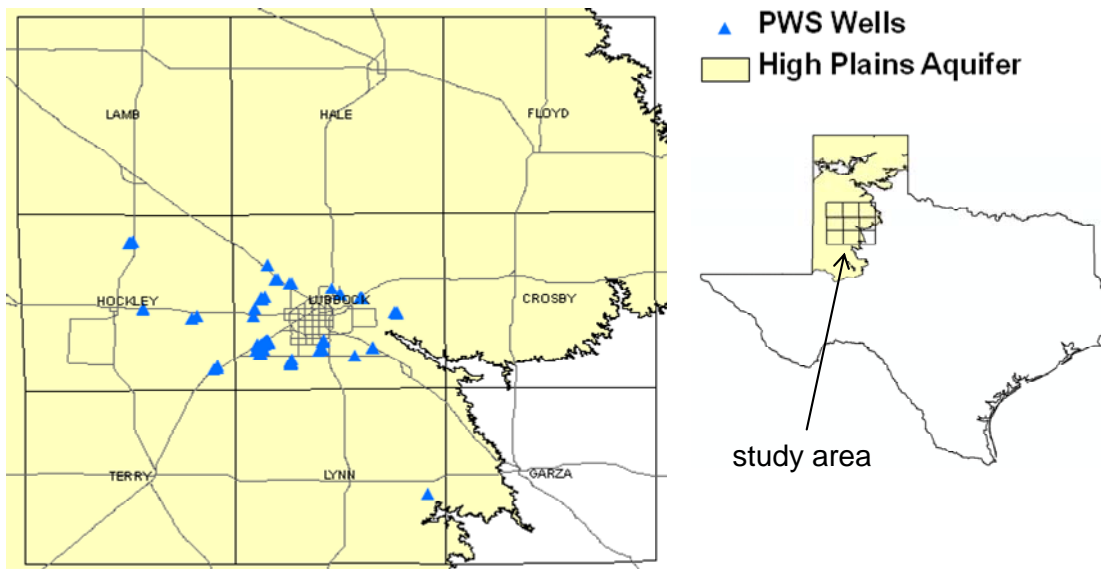 PWS Wells
High Plains Aquifer
LAMB
HALE
FLOYD
HOCKLEY
LUBBOCK
CROSBY
TERRY
LYNN
GARZA
study area